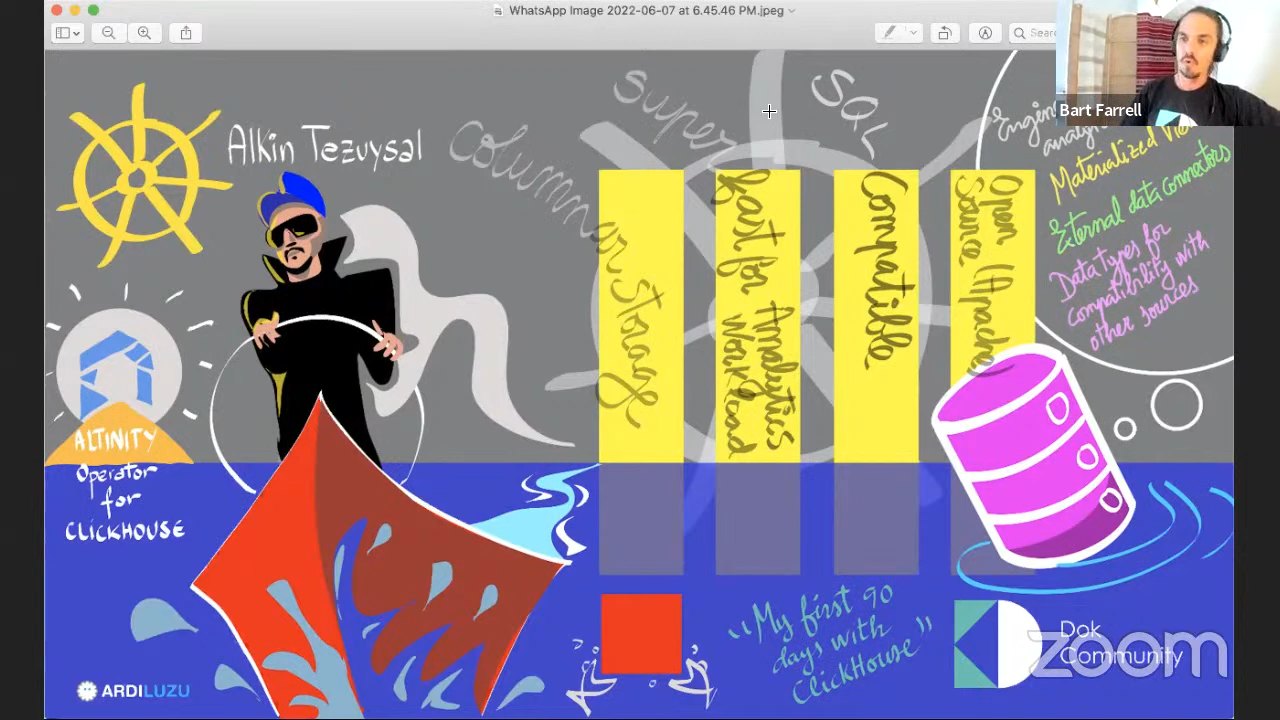 WhatsApp Image 2022-06-07 at 6.45.46 PM.jpeg
Bart Farrell
Alkin Tezuysal
Columnar Storage
super fast for Analytics Workload
SQL Compatible
Open
Source (Apache
Materialized
External data connectors
Data types for
compatibility with
other sources
ALTINITY
Operator
for
CLICKHOUSE
"My first 90
days with
ClickHouse"
Dok
Community
zoom
ARDILUZU